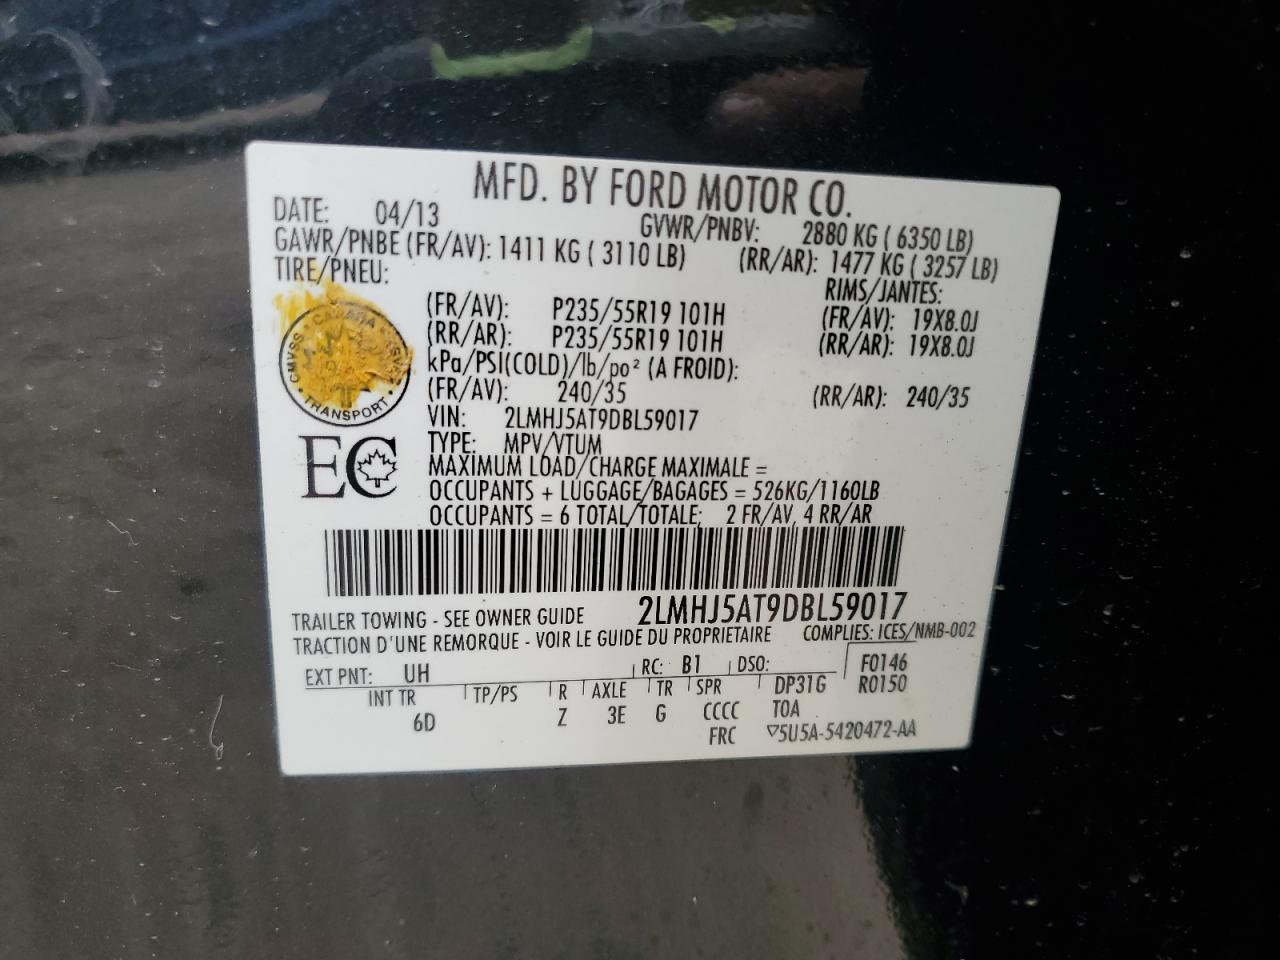 MFD. BY FORD MOTOR CO.
DATE: 04/13 GVWR/PNBV: 2880 KG ( 6350 LB)
GAWR/PNBE (FR/AV): 1411 KG ( 3110 LB) (RR/AR): 1477 KG ( 3257 LB)
TIRE/PNEU: RIMS/JANTES:
(FR/AV): P235/55R19 101H (FR/AV): 19X8.0J
(RR/AR): P235/55R19 101H (RR/AR): 19X8.0J
kPa/PSI(COLD)/lb/po² (A FROID):
(FR/AV): 240/35 (RR/AR): 240/35
CANADA
CMVSS
TRANSPORT
VIN: 2LMHJ5AT9DBL59017
EC
TYPE: MPV/VTUM
MAXIMUM LOAD/CHARGE MAXIMALE =
OCCUPANTS + LUGGAGE/BAGAGES = 526KG/1160LB
OCCUPANTS = 6 TOTAL/TOTALE; 2 FR/AV, 4 RR/AR
2LMHJ5AT9DBL59017
TRAILER TOWING - SEE OWNER GUIDE
TRACTION D'UNE REMORQUE - VOIR LE GUIDE DU PROPRIETAIRE COMPLIES: ICES/NMB-002
EXT PNT: UH RC: B1 DSO: F0146
INT TR TP/PS R AXLE TR SPR DP31G R0150
6D Z 3E G CCCC TOA
FRC ▽5U5A-5420472-AA